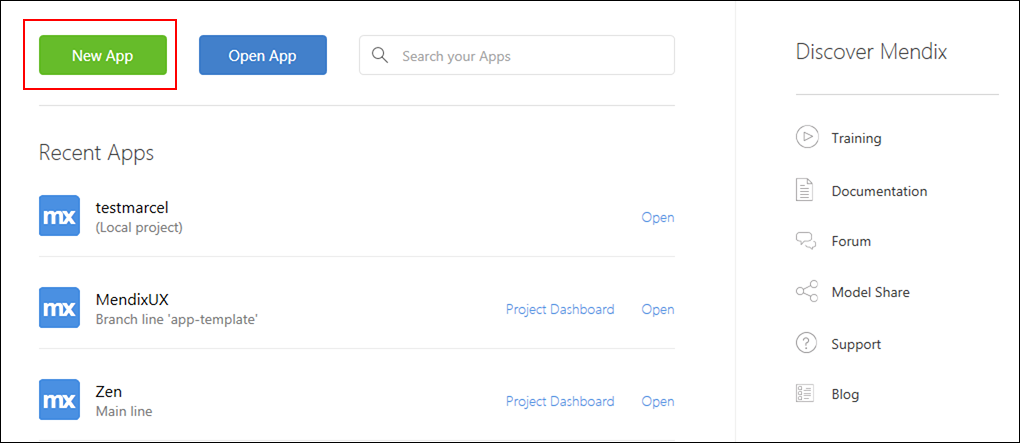 New App
Open App
Search your Apps
Recent Apps
mx
testmarcel
(Local project)
Open
mx
MendixUX
Branch line 'app-template'
Project Dashboard
Open
mx
Zen
Main line
Project Dashboard
Open
Discover Mendix
Training
Documentation
Forum
Model Share
Support
Blog